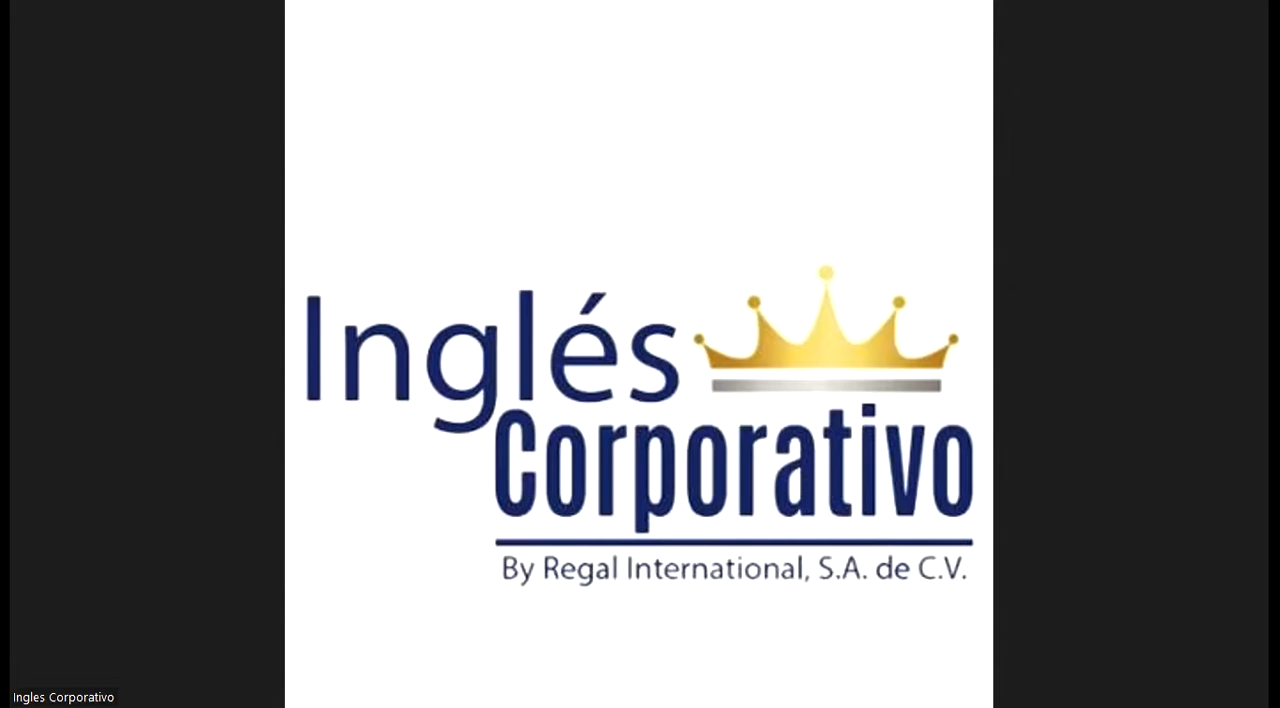 Inglés
Corporativo
By Regal International, S.A. de C.V.
Ingles Corporativo